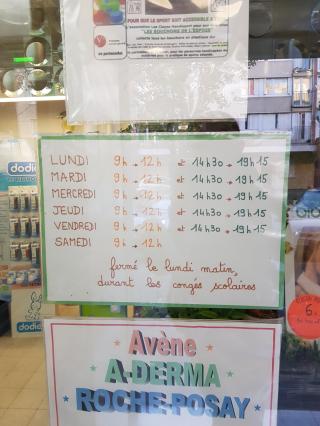 POUR QUE LE SPORT SOIT ACCESSIBLE A
"LES BOUCHONS DE L'ESPOIR"
LUNDI 9h → 12h et 14h30 → 19h15
MARDI 9h → 12h et 14h30 → 19h15
MERCREDI 9h → 12h et 14h30 → 19h15
JEUDI 9h → 12h et 14h30 → 19h15
VENDREDI 9h → 12h et 14h30 → 19h15
SAMEDI 9h → 12h
fermé le lundi matin,
durant les congés scolaires
dodie
dodie
6.
Avène
A-DERMA
ROCHE-POSAY